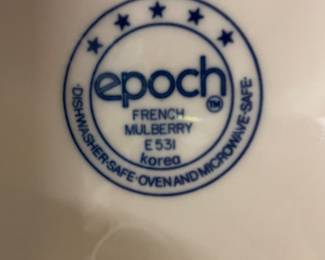 epoch TM
FRENCH
MULBERRY
E 531
korea
·DISHWASHER-SAFE·OVEN AND MICROWAVE-SAFE·